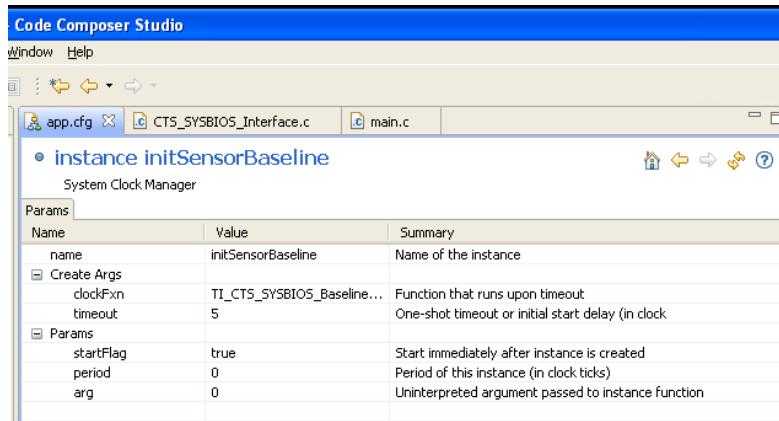 Code Composer Studio
Window Help
app.cfg CTS_SYSBIOS_Interface.c main.c
instance initSensorBaseline
System Clock Manager
Params
Name Value Summary
name initSensorBaseline Name of the instance
Create Args
clockFxn TI_CTS_SYSBIOS_Baseline... Function that runs upon timeout
timeout 5 One-shot timeout or initial start delay (in clock
Params
startFlag true Start immediately after instance is created
period 0 Period of this instance (in clock ticks)
arg 0 Uninterpreted argument passed to instance function